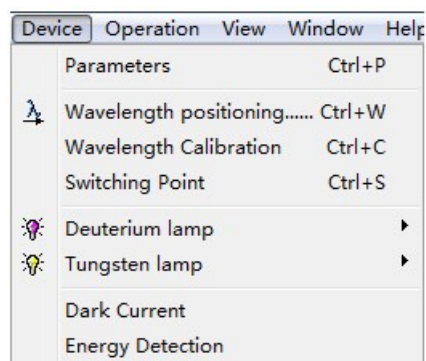 Device Operation View Window Help
Parameters Ctrl+P
Wavelength positioning...... Ctrl+W
Wavelength Calibration Ctrl+C
Switching Point Ctrl+S
Deuterium lamp
Tungsten lamp
Dark Current
Energy Detection